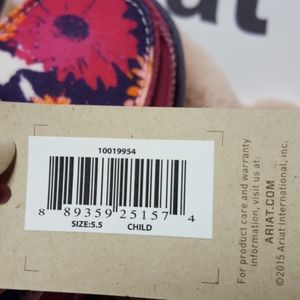 at
10019954
8 89359 25157 4
SIZE:5.5 CHILD
For product care and warranty
information, visit us at:
ARIAT.COM
©2015 Ariat International, Inc.